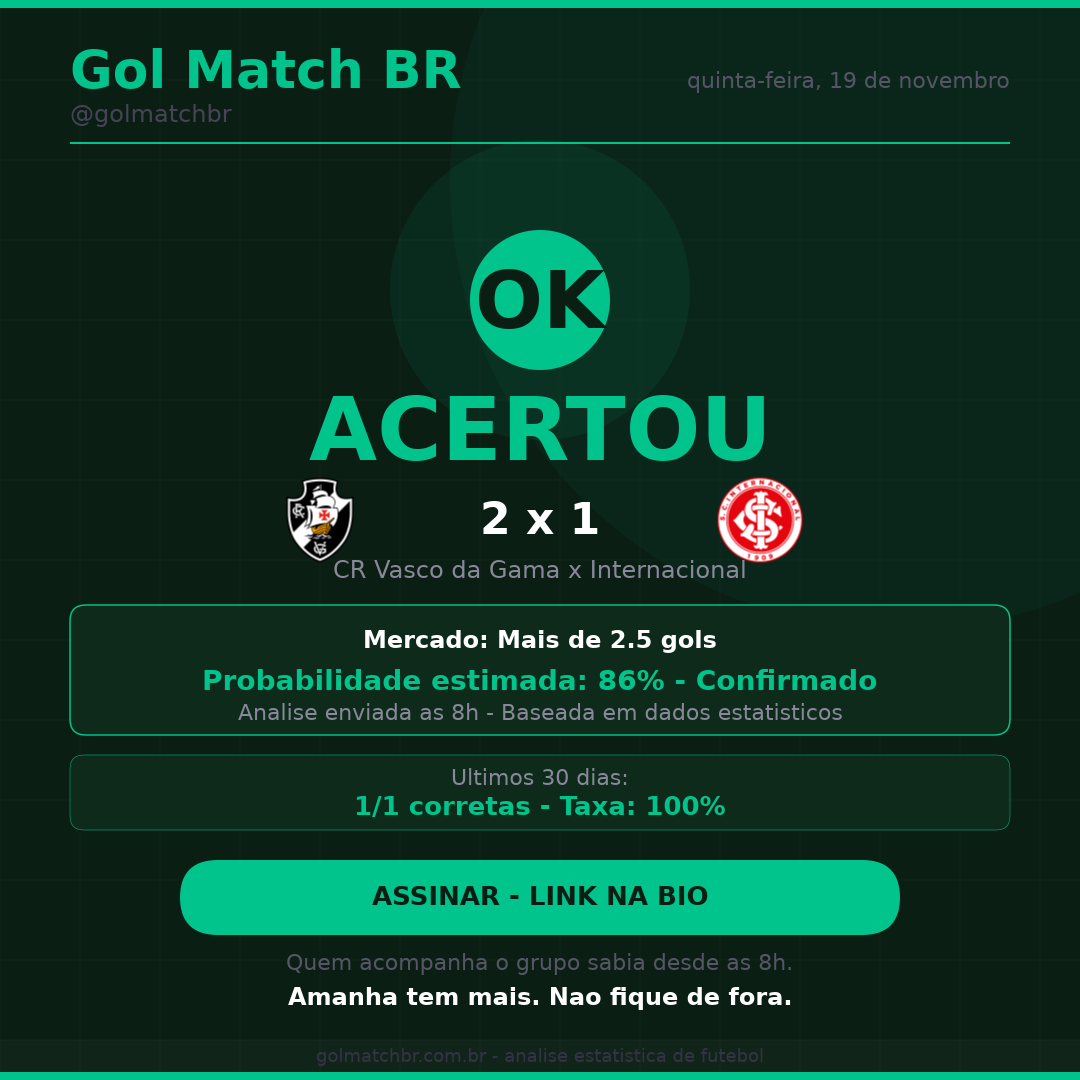 Gol Match BR
quinta-feira, 19 de novembro
@golmatchbr
OK
ACERTOU
2 x 1
S.C. INTERNACIONAL
1909
CR Vasco da Gama x Internacional
Mercado: Mais de 2.5 gols
Probabilidade estimada: 86% - Confirmado
Analise enviada as 8h - Baseada em dados estatisticos
Ultimos 30 dias:
1/1 corretas - Taxa: 100%
ASSINAR - LINK NA BIO
Quem acompanha o grupo sabia desde as 8h.
Amanha tem mais. Nao fique de fora.
golmatchbr.com.br - analise estatistica de futebol